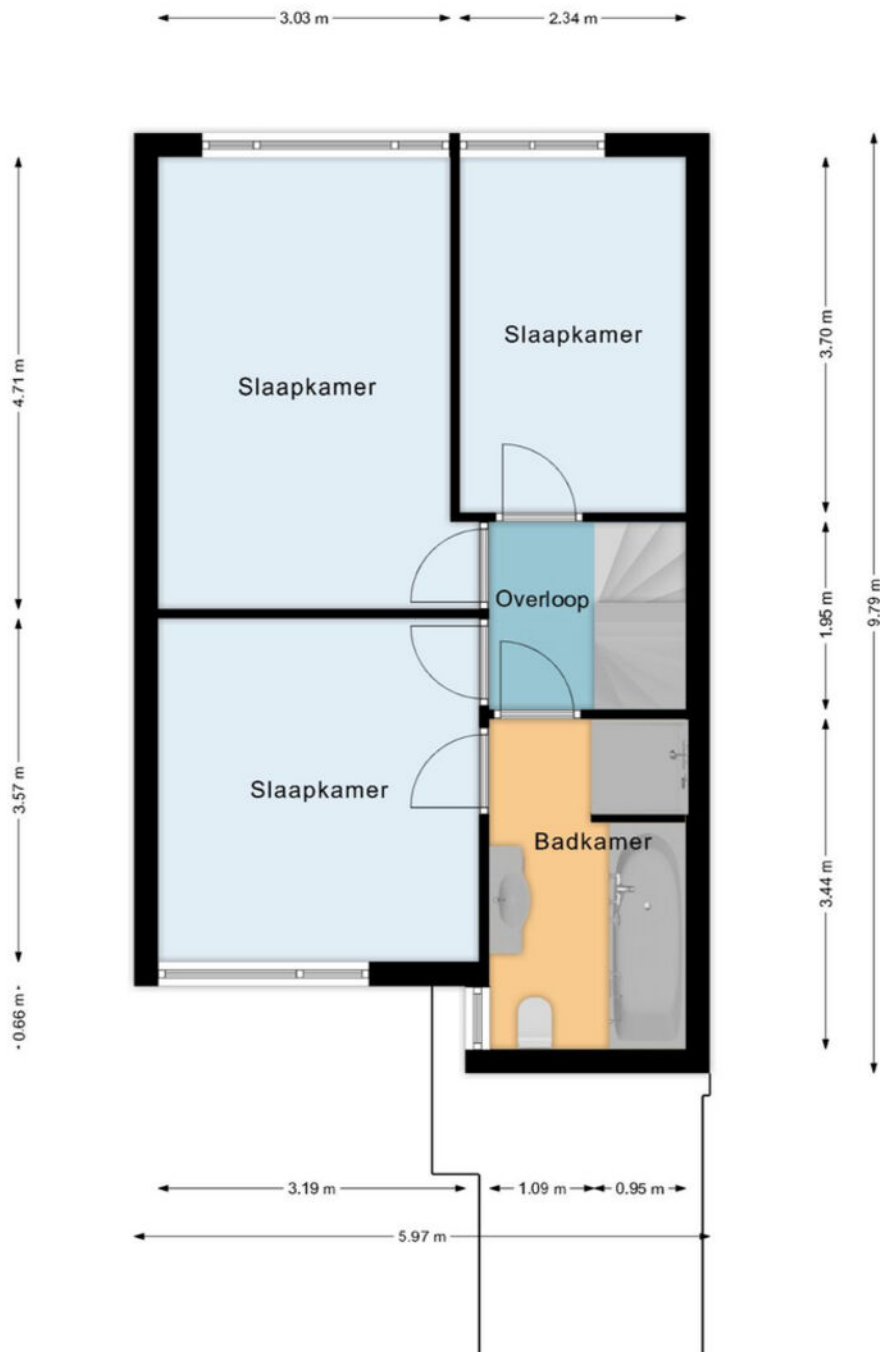 3.03 m
2.34 m
4.71 m
3.70 m
9.79 m
Slaapkamer
Slaapkamer
Overloop
1.95 m
3.57 m
Slaapkamer
Badkamer
3.44 m
0.66 m
3.19 m
1.09 m
0.95 m
5.97 m